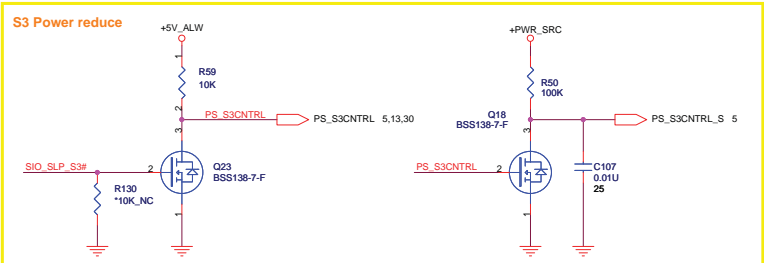 S3 Power reduce
+5V_ALW
1
R59
10K
2
PS_S3CNTRL
PS_S3CNTRL 5,13,30
3
SIO_SLP_S3#
2
Q23
BSS138-7-F
R130
*10K_NC
1
+PWR_SRC
R50
100K
Q18
BSS138-7-F
PS_S3CNTRL_S 5
3
PS_S3CNTRL
2
C107
0.01U
25
1